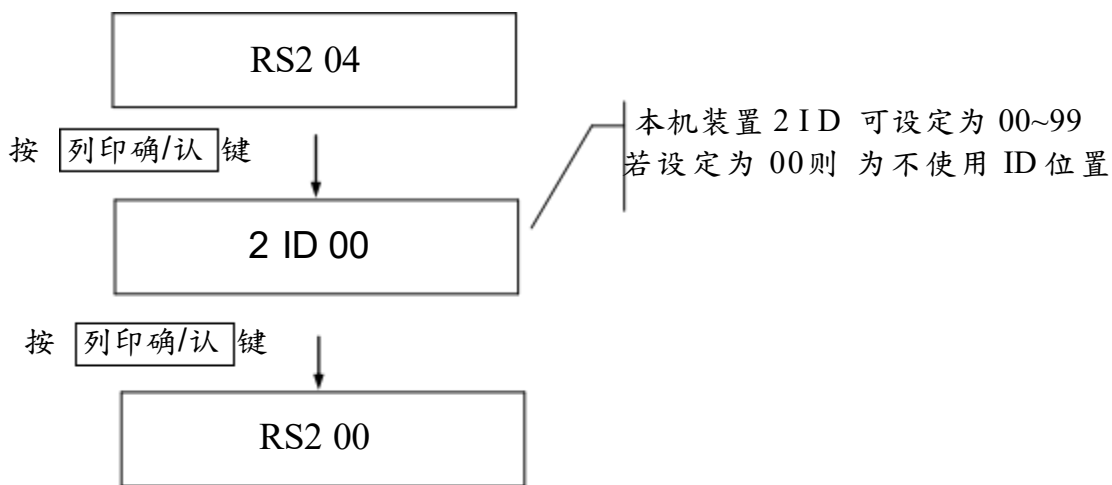 RS2 04
本机装置 2 I D 可设定为 00~99
按 列印确/认 键
若设定为 00则 为不使用 ID 位置
2 ID 00
按 列印确/认 键
RS2 00